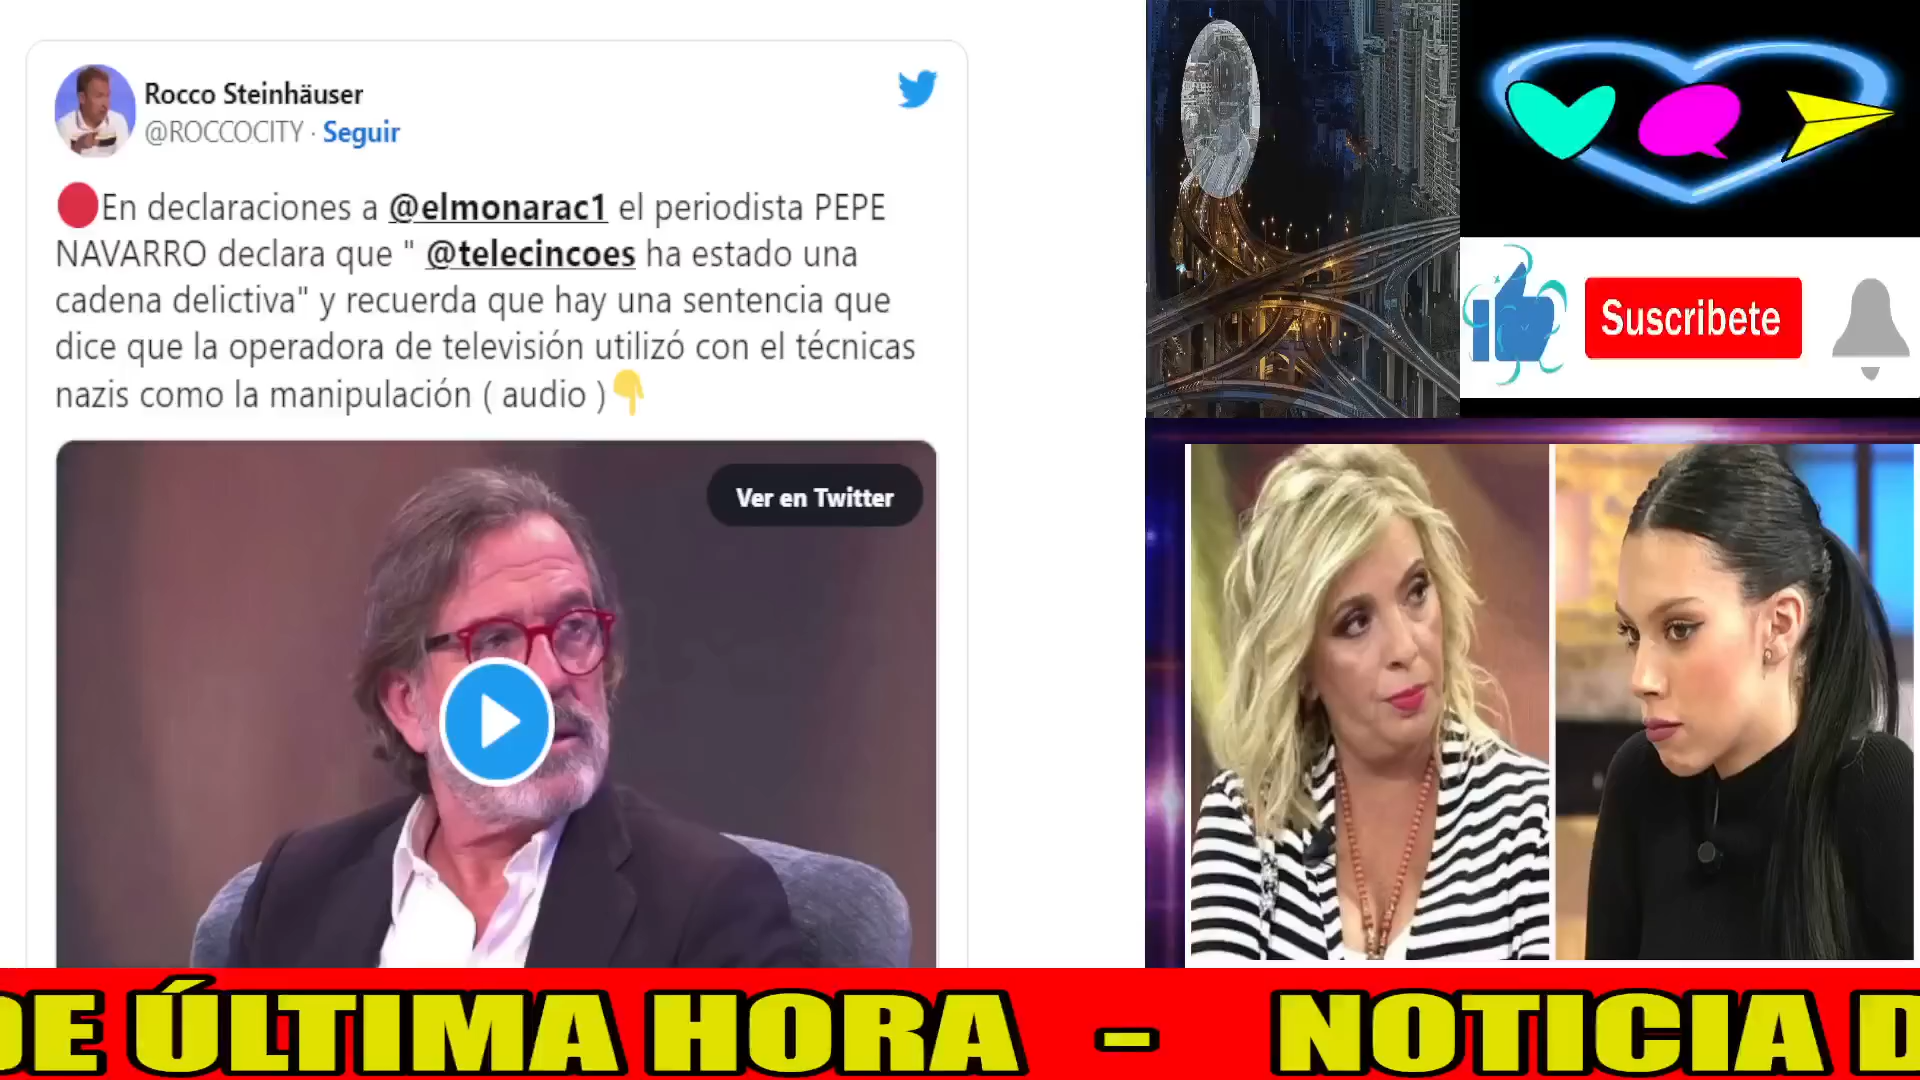 Rocco Steinhäuser
@ROCCOCITY · Seguir
En declaraciones a @elmonarac1 el periodista PEPE
NAVARRO declara que " @telecincoes ha estado una
cadena delictiva" y recuerda que hay una sentencia que
dice que la operadora de televisión utilizó con el técnicas
nazis como la manipulación ( audio )
Ver en Twitter
Suscribete
DE ÚLTIMA HORA - NOTICIA D